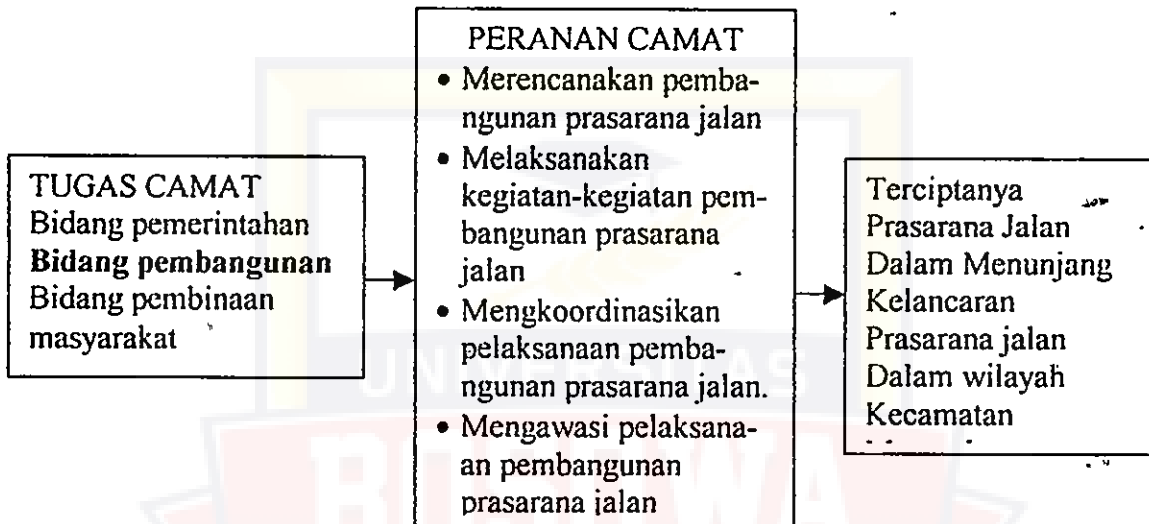 TUGAS CAMAT
Bidang pemerintahan
Bidang pembangunan
Bidang pembinaan
masyarakat
PERANAN CAMAT
• Merencanakan pemba-
ngunan prasarana jalan
• Melaksanakan
kegiatan-kegiatan pem-
bangunan prasarana
jalan
• Mengkoordinasikan
pelaksanaan pemba-
ngunan prasarana jalan.
• Mengawasi pelaksana-
an pembangunan
prasarana jalan
Terciptanya
Prasarana Jalan
Dalam Menunjang
Kelancaran
Prasarana jalan
Dalam wilayah
Kecamatan
UNIVERSITAS
BOSOWA